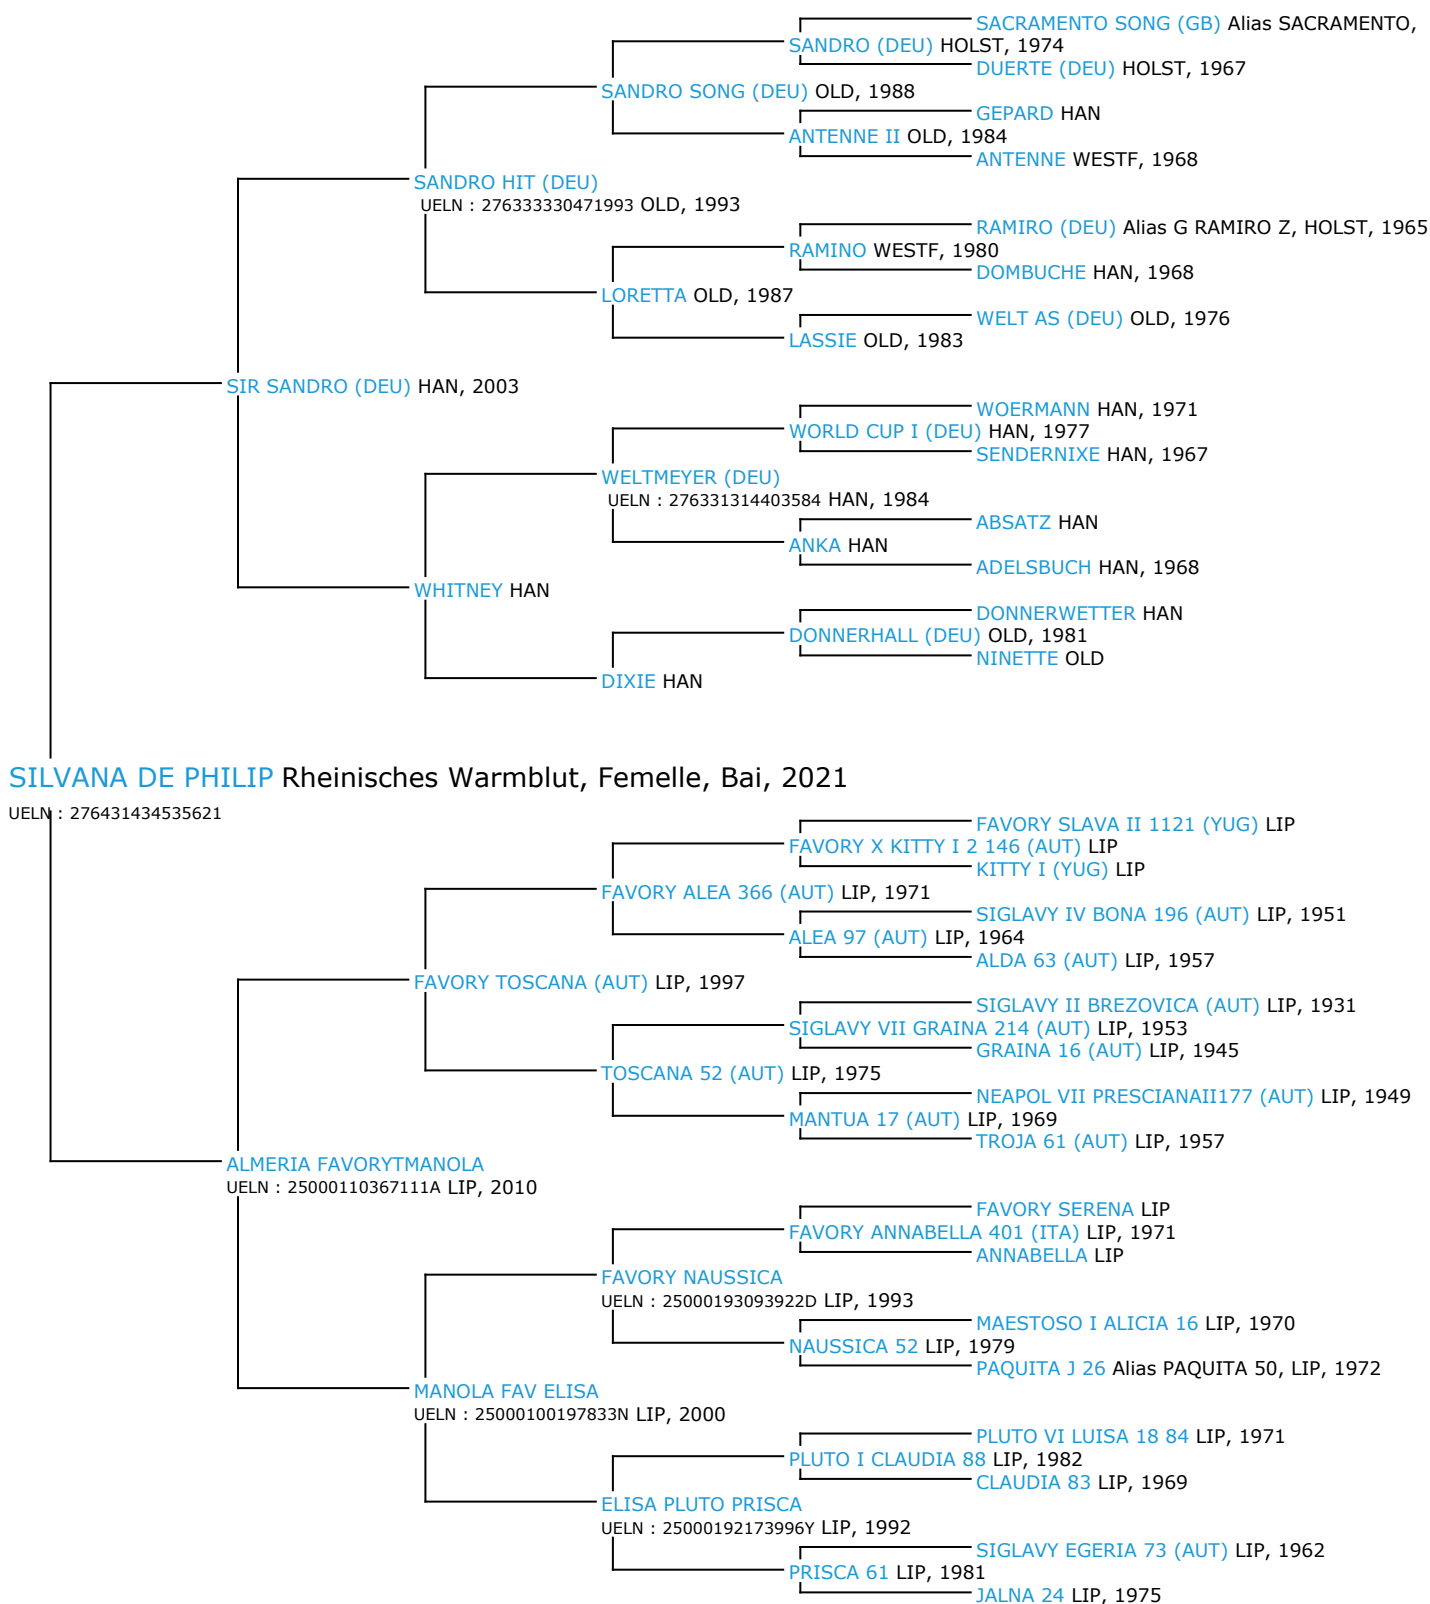 SACRAMENTO SONG (GB) Alias SACRAMENTO,
SANDRO (DEU) HOLST, 1974
DUERTE (DEU) HOLST, 1967
SANDRO SONG (DEU) OLD, 1988
GEPARD HAN
ANTENNE II OLD, 1984
ANTENNE WESTF, 1968
SANDRO HIT (DEU)
UELN : 276333330471993 OLD, 1993
RAMIRO (DEU) Alias G RAMIRO Z, HOLST, 1965
RAMINO WESTF, 1980
DOMBUCHE HAN, 1968
LORETTA OLD, 1987
WELT AS (DEU) OLD, 1976
LASSIE OLD, 1983
SIR SANDRO (DEU) HAN, 2003
WOERMANN HAN, 1971
WORLD CUP I (DEU) HAN, 1977
SENDERNIXE HAN, 1967
WELTMEYER (DEU)
UELN : 276331314403584 HAN, 1984
ABSATZ HAN
ANKA HAN
ADELSBUCH HAN, 1968
WHITNEY HAN
DONNERWETTER HAN
DONNERHALL (DEU) OLD, 1981
NINETTE OLD
DIXIE HAN
SILVANA DE PHILIP Rheinisches Warmblut, Femelle, Bai, 2021
UELN : 276431434535621
FAVORY SLAVA II 1121 (YUG) LIP
FAVORY X KITTY I 2 146 (AUT) LIP
KITTY I (YUG) LIP
FAVORY ALEA 366 (AUT) LIP, 1971
SIGLAVY IV BONA 196 (AUT) LIP, 1951
ALEA 97 (AUT) LIP, 1964
ALDA 63 (AUT) LIP, 1957
FAVORY TOSCANA (AUT) LIP, 1997
SIGLAVY II BREZOVICA (AUT) LIP, 1931
SIGLAVY VII GRAINA 214 (AUT) LIP, 1953
GRAINA 16 (AUT) LIP, 1945
TOSCANA 52 (AUT) LIP, 1975
NEAPOL VII PRESCIANAII177 (AUT) LIP, 1949
MANTUA 17 (AUT) LIP, 1969
TROJA 61 (AUT) LIP, 1957
ALMERIA FAVORYTMANOLA
UELN : 25000110367111A LIP, 2010
FAVORY SERENA LIP
FAVORY ANNABELLA 401 (ITA) LIP, 1971
ANNABELLA LIP
FAVORY NAUSSICA
UELN : 25000193093922D LIP, 1993
MAESTOSO I ALICIA 16 LIP, 1970
NAUSSICA 52 LIP, 1979
PAQUITA J 26 Alias PAQUITA 50, LIP, 1972
MANOLA FAV ELISA
UELN : 25000100197833N LIP, 2000
PLUTO VI LUISA 18 84 LIP, 1971
PLUTO I CLAUDIA 88 LIP, 1982
CLAUDIA 83 LIP, 1969
ELISA PLUTO PRISCA
UELN : 25000192173996Y LIP, 1992
SIGLAVY EGERIA 73 (AUT) LIP, 1962
PRISCA 61 LIP, 1981
JALNA 24 LIP, 1975